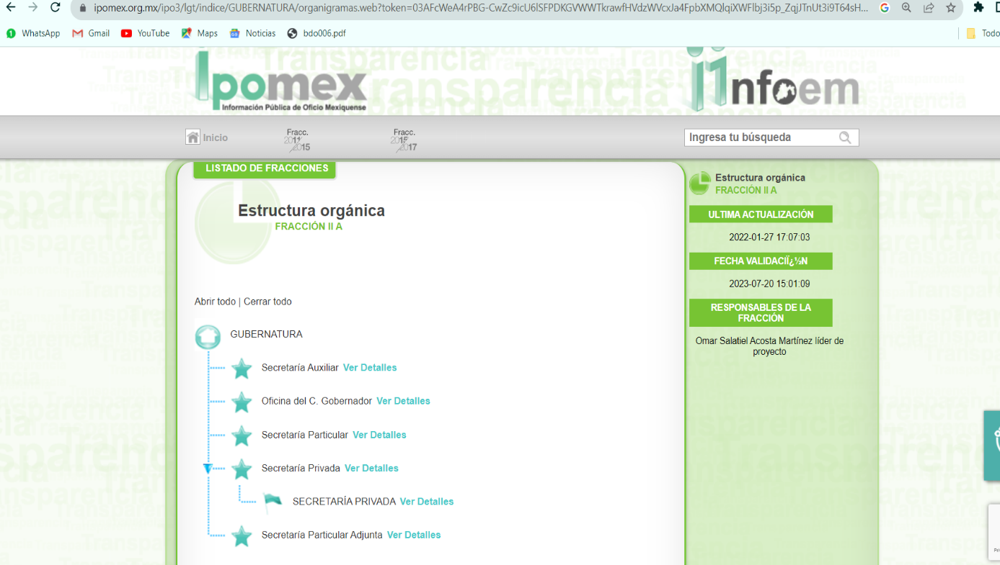 ipomex.org.mx/ipo3/lgt/indice/GUBERNATURA/organigramas.web?token=03AFcWeA4rPBG-CwZc9icU6lSFPDKGVWWTkrawfHVdzWVcxJa4FpbXMQlqiXWFlbj3i5p_ZqjJTnUt3i9T64sH...
WhatsApp Gmail YouTube Maps Noticias bdo006.pdf Todo
ipomex
Información Pública de Oficio Mexiquense
infoem
Inicio
Fracc.
2011
2015
Fracc.
2015
2017
Ingresa tu búsqueda
LISTADO DE FRACCIONES
Estructura orgánica
FRACCIÓN II A
Abrir todo | Cerrar todo
GUBERNATURA
Secretaría Auxiliar Ver Detalles
Oficina del C. Gobernador Ver Detalles
Secretaría Particular Ver Detalles
Secretaría Privada Ver Detalles
SECRETARÍA PRIVADA Ver Detalles
Secretaría Particular Adjunta Ver Detalles
Estructura orgánica
FRACCIÓN II A
ULTIMA ACTUALIZACIÓN
2022-01-27 17:07:03
FECHA VALIDACIÏ¿½N
2023-07-20 15:01:09
RESPONSABLES DE LA
FRACCIÓN
Omar Salatiel Acosta Martínez líder de
proyecto